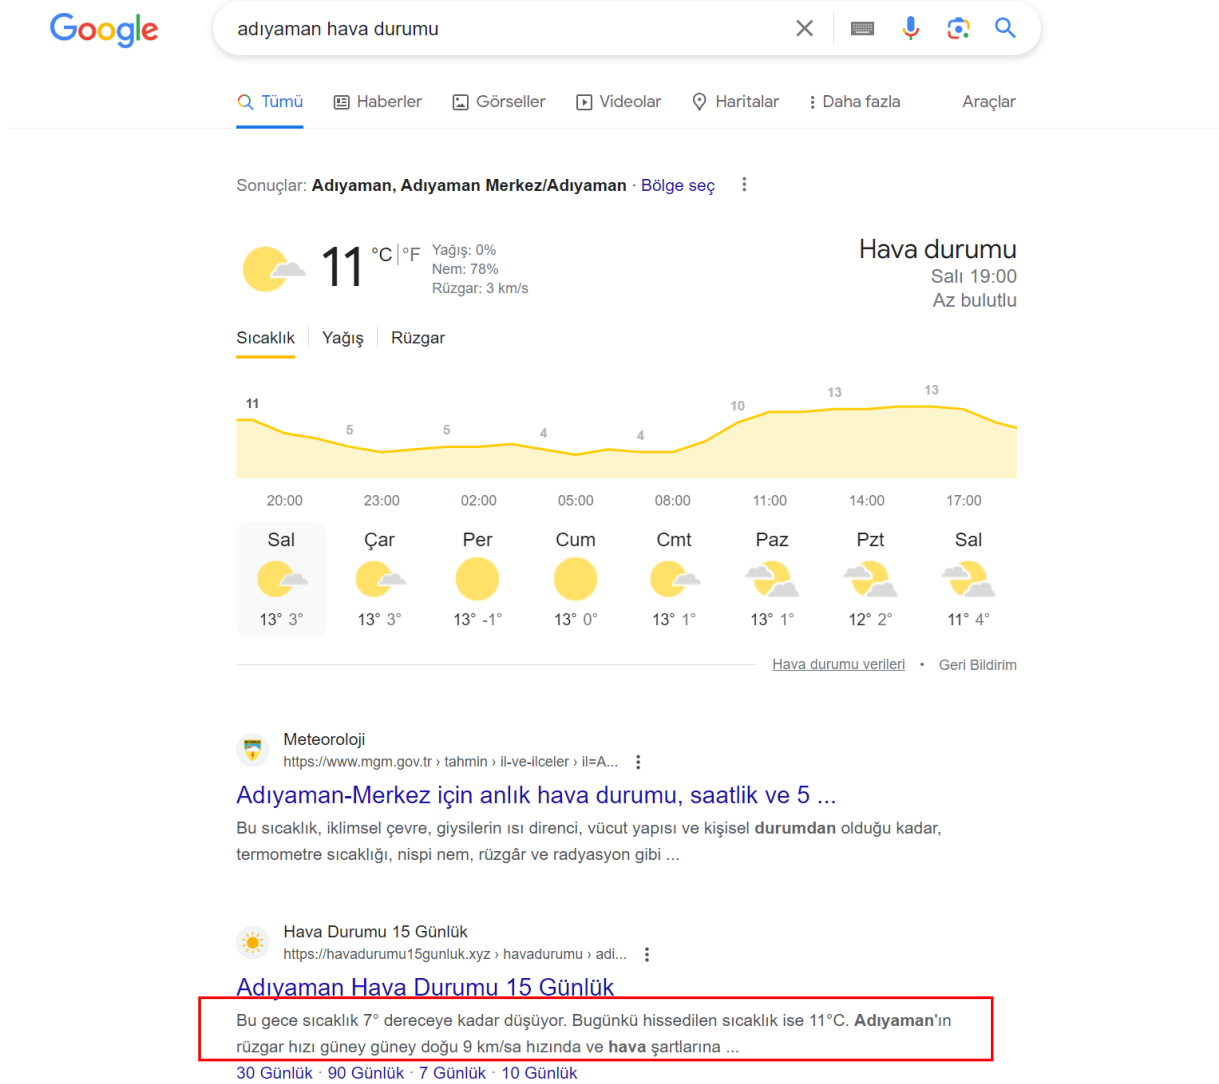 Google
adıyaman hava durumu
Tümü Haberler Görseller Videolar Haritalar Daha fazla Araçlar
Sonuçlar: Adıyaman, Adıyaman Merkez/Adıyaman · Bölge seç
11 °C | °F
Yağış: 0%
Nem: 78%
Rüzgar: 3 km/s
Hava durumu
Salı 19:00
Az bulutlu
Sıcaklık Yağış Rüzgar
11 5 5 4 4 10 13 13
20:00 23:00 02:00 05:00 08:00 11:00 14:00 17:00
Sal Çar Per Cum Cmt Paz Pzt Sal
13° 3° 13° 3° 13° -1° 13° 0° 13° 1° 13° 1° 12° 2° 11° 4°
Hava durumu verileri • Geri Bildirim
Meteoroloji
https://www.mgm.gov.tr › tahmin › il-ve-ilceler › il=A...
Adıyaman-Merkez için anlık hava durumu, saatlik ve 5 ...
Bu sıcaklık, iklimsel çevre, giysilerin ısı direnci, vücut yapısı ve kişisel durumdan olduğu kadar,
termometre sıcaklığı, nispi nem, rüzgâr ve radyasyon gibi ...
Hava Durumu 15 Günlük
https://havadurumu15gunluk.xyz › havadurumu › adi...
Adıyaman Hava Durumu 15 Günlük
Bu gece sıcaklık 7° dereceye kadar düşüyor. Bugünkü hissedilen sıcaklık ise 11°C. Adıyaman'ın
rüzgar hızı güney güney doğu 9 km/sa hızında ve hava şartlarına ...
30 Günlük · 90 Günlük · 7 Günlük · 10 Günlük